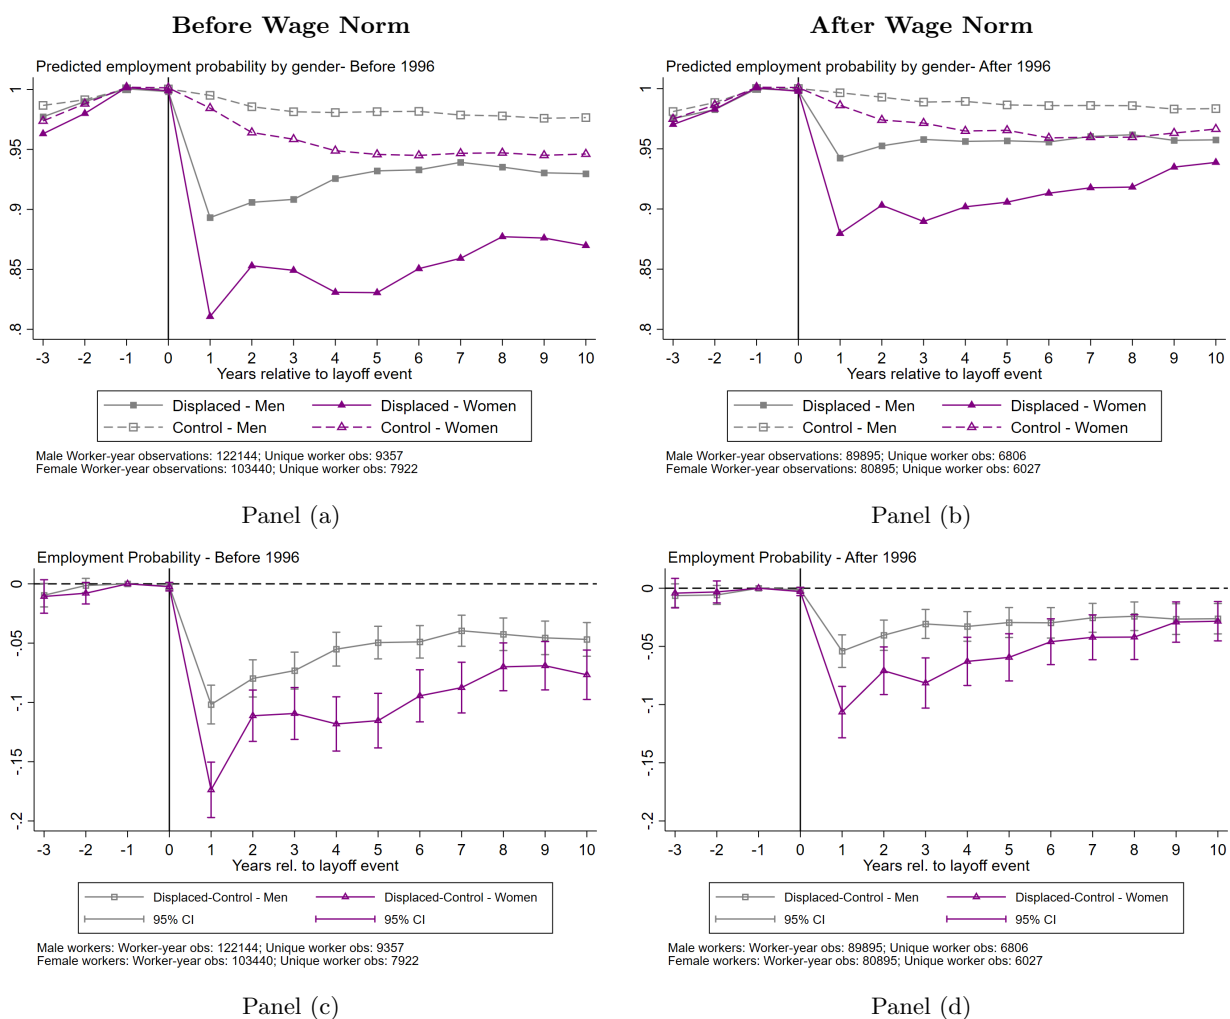 Before Wage Norm
After Wage Norm
Predicted employment probability by gender- Before 1996
1
.95
.9
.85
.8
-3 -2 -1 0 1 2 3 4 5 6 7 8 9 10
Years relative to layoff event
Displaced - Men Displaced - Women
Control - Men Control - Women
Male Worker-year observations: 122144; Unique worker obs: 9357
Female Worker-year observations: 103440; Unique worker obs: 7922
Panel (a)
Predicted employment probability by gender- After 1996
1
.95
.9
.85
.8
-3 -2 -1 0 1 2 3 4 5 6 7 8 9 10
Years relative to layoff event
Displaced - Men Displaced - Women
Control - Men Control - Women
Male Worker-year observations: 89895; Unique worker obs: 6806
Female Worker-year observations: 80895; Unique worker obs: 6027
Panel (b)
Employment Probability - Before 1996
0
-.05
-.1
-.15
-.2
-3 -2 -1 0 1 2 3 4 5 6 7 8 9 10
Years rel. to layoff event
Displaced-Control - Men Displaced-Control - Women
95% CI 95% CI
Male workers: Worker-year obs: 122144; Unique worker obs: 9357
Female workers: Worker-year obs: 103440; Unique worker obs: 7922
Panel (c)
Employment Probability - After 1996
0
-.05
-.1
-.15
-.2
-3 -2 -1 0 1 2 3 4 5 6 7 8 9 10
Years rel. to layoff event
Displaced-Control - Men Displaced-Control - Women
95% CI 95% CI
Male workers: Worker-year obs: 89895; Unique worker obs: 6806
Female workers: Worker-year obs: 80895; Unique worker obs: 6027
Panel (d)